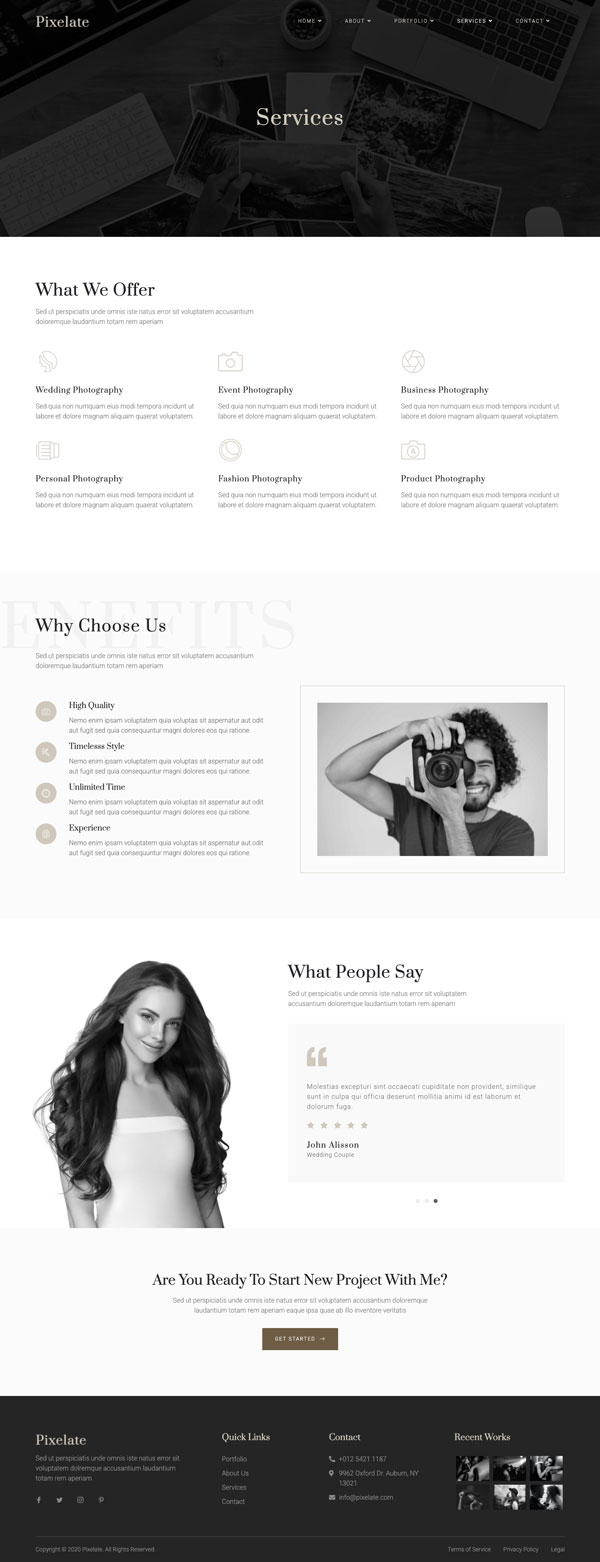 Pixelate
HOME ABOUT PORTFOLIO SERVICES CONTACT
Services
What We Offer
Sed ut perspiciatis unde omnis iste natus error sit voluptatem accusantium
doloremque laudantium totam rem aperiam
Wedding Photography
Sed quia non numquam eius modi tempora incidunt ut
labore et dolore magnam aliquam quaerat voluptatem.
Event Photography
Sed quia non numquam eius modi tempora incidunt ut
labore et dolore magnam aliquam quaerat voluptatem.
Business Photography
Sed quia non numquam eius modi tempora incidunt ut
labore et dolore magnam aliquam quaerat voluptatem.
Personal Photography
Sed quia non numquam eius modi tempora incidunt ut
labore et dolore magnam aliquam quaerat voluptatem.
Fashion Photography
Sed quia non numquam eius modi tempora incidunt ut
labore et dolore magnam aliquam quaerat voluptatem.
Product Photography
Sed quia non numquam eius modi tempora incidunt ut
labore et dolore magnam aliquam quaerat voluptatem.
ENEFITS
Why Choose Us
Sed ut perspiciatis unde omnis iste natus error sit voluptatem accusantium
doloremque laudantium totam rem aperiam
High Quality
Nemo enim ipsam voluptatem quia voluptas sit aspernatur aut odit
aut fugit sed quia consequuntur magni dolores eos qui ratione.
Timelesss Style
Nemo enim ipsam voluptatem quia voluptas sit aspernatur aut odit
aut fugit sed quia consequuntur magni dolores eos qui ratione.
Unlimited Time
Nemo enim ipsam voluptatem quia voluptas sit aspernatur aut odit
aut fugit sed quia consequuntur magni dolores eos qui ratione.
Experience
Nemo enim ipsam voluptatem quia voluptas sit aspernatur aut odit
aut fugit sed quia consequuntur magni dolores eos qui ratione.
What People Say
Sed ut perspiciatis unde omnis iste natus error sit voluptatem
accusantium doloremque laudantium totam rem aperiam
Molestias excepturi sint occaecati cupiditate non provident, similique
sunt in culpa qui officia deserunt mollitia animi id est laborum et
dolorum fuga.
John Alisson
Wedding Couple
Are You Ready To Start New Project With Me?
Sed ut perspiciatis unde omnis iste natus error sit voluptatem accusantium doloremque
laudantium totam rem aperiam eaque ipsa quae ab illo inventore veritatis
GET STARTED →
Pixelate
Sed ut perspiciatis unde omnis iste natus error sit
voluptatem dolremque accusantium laudantium
totam rem aperiam
Quick Links
Portfolio
About Us
Services
Contact
Contact
+012 5421 1187
9962 Oxford Dr. Auburn, NY
13021
info@pixelate.com
Recent Works
Copyright © 2020 Pixelate. All Rights Reserved.
Terms of Service Privacy Policy Legal